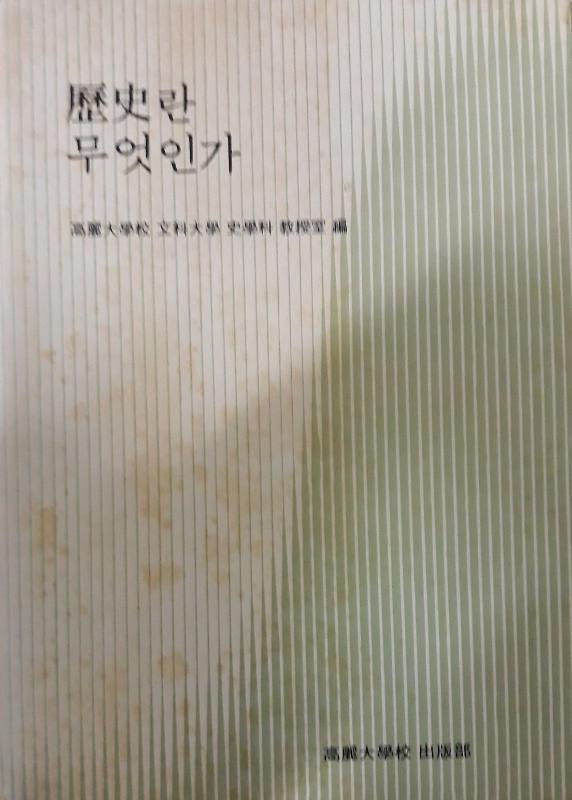 歷史란
무엇인가
高麗大學校 文科大學 史學科 敎授室 編
高麗大學校 出版部